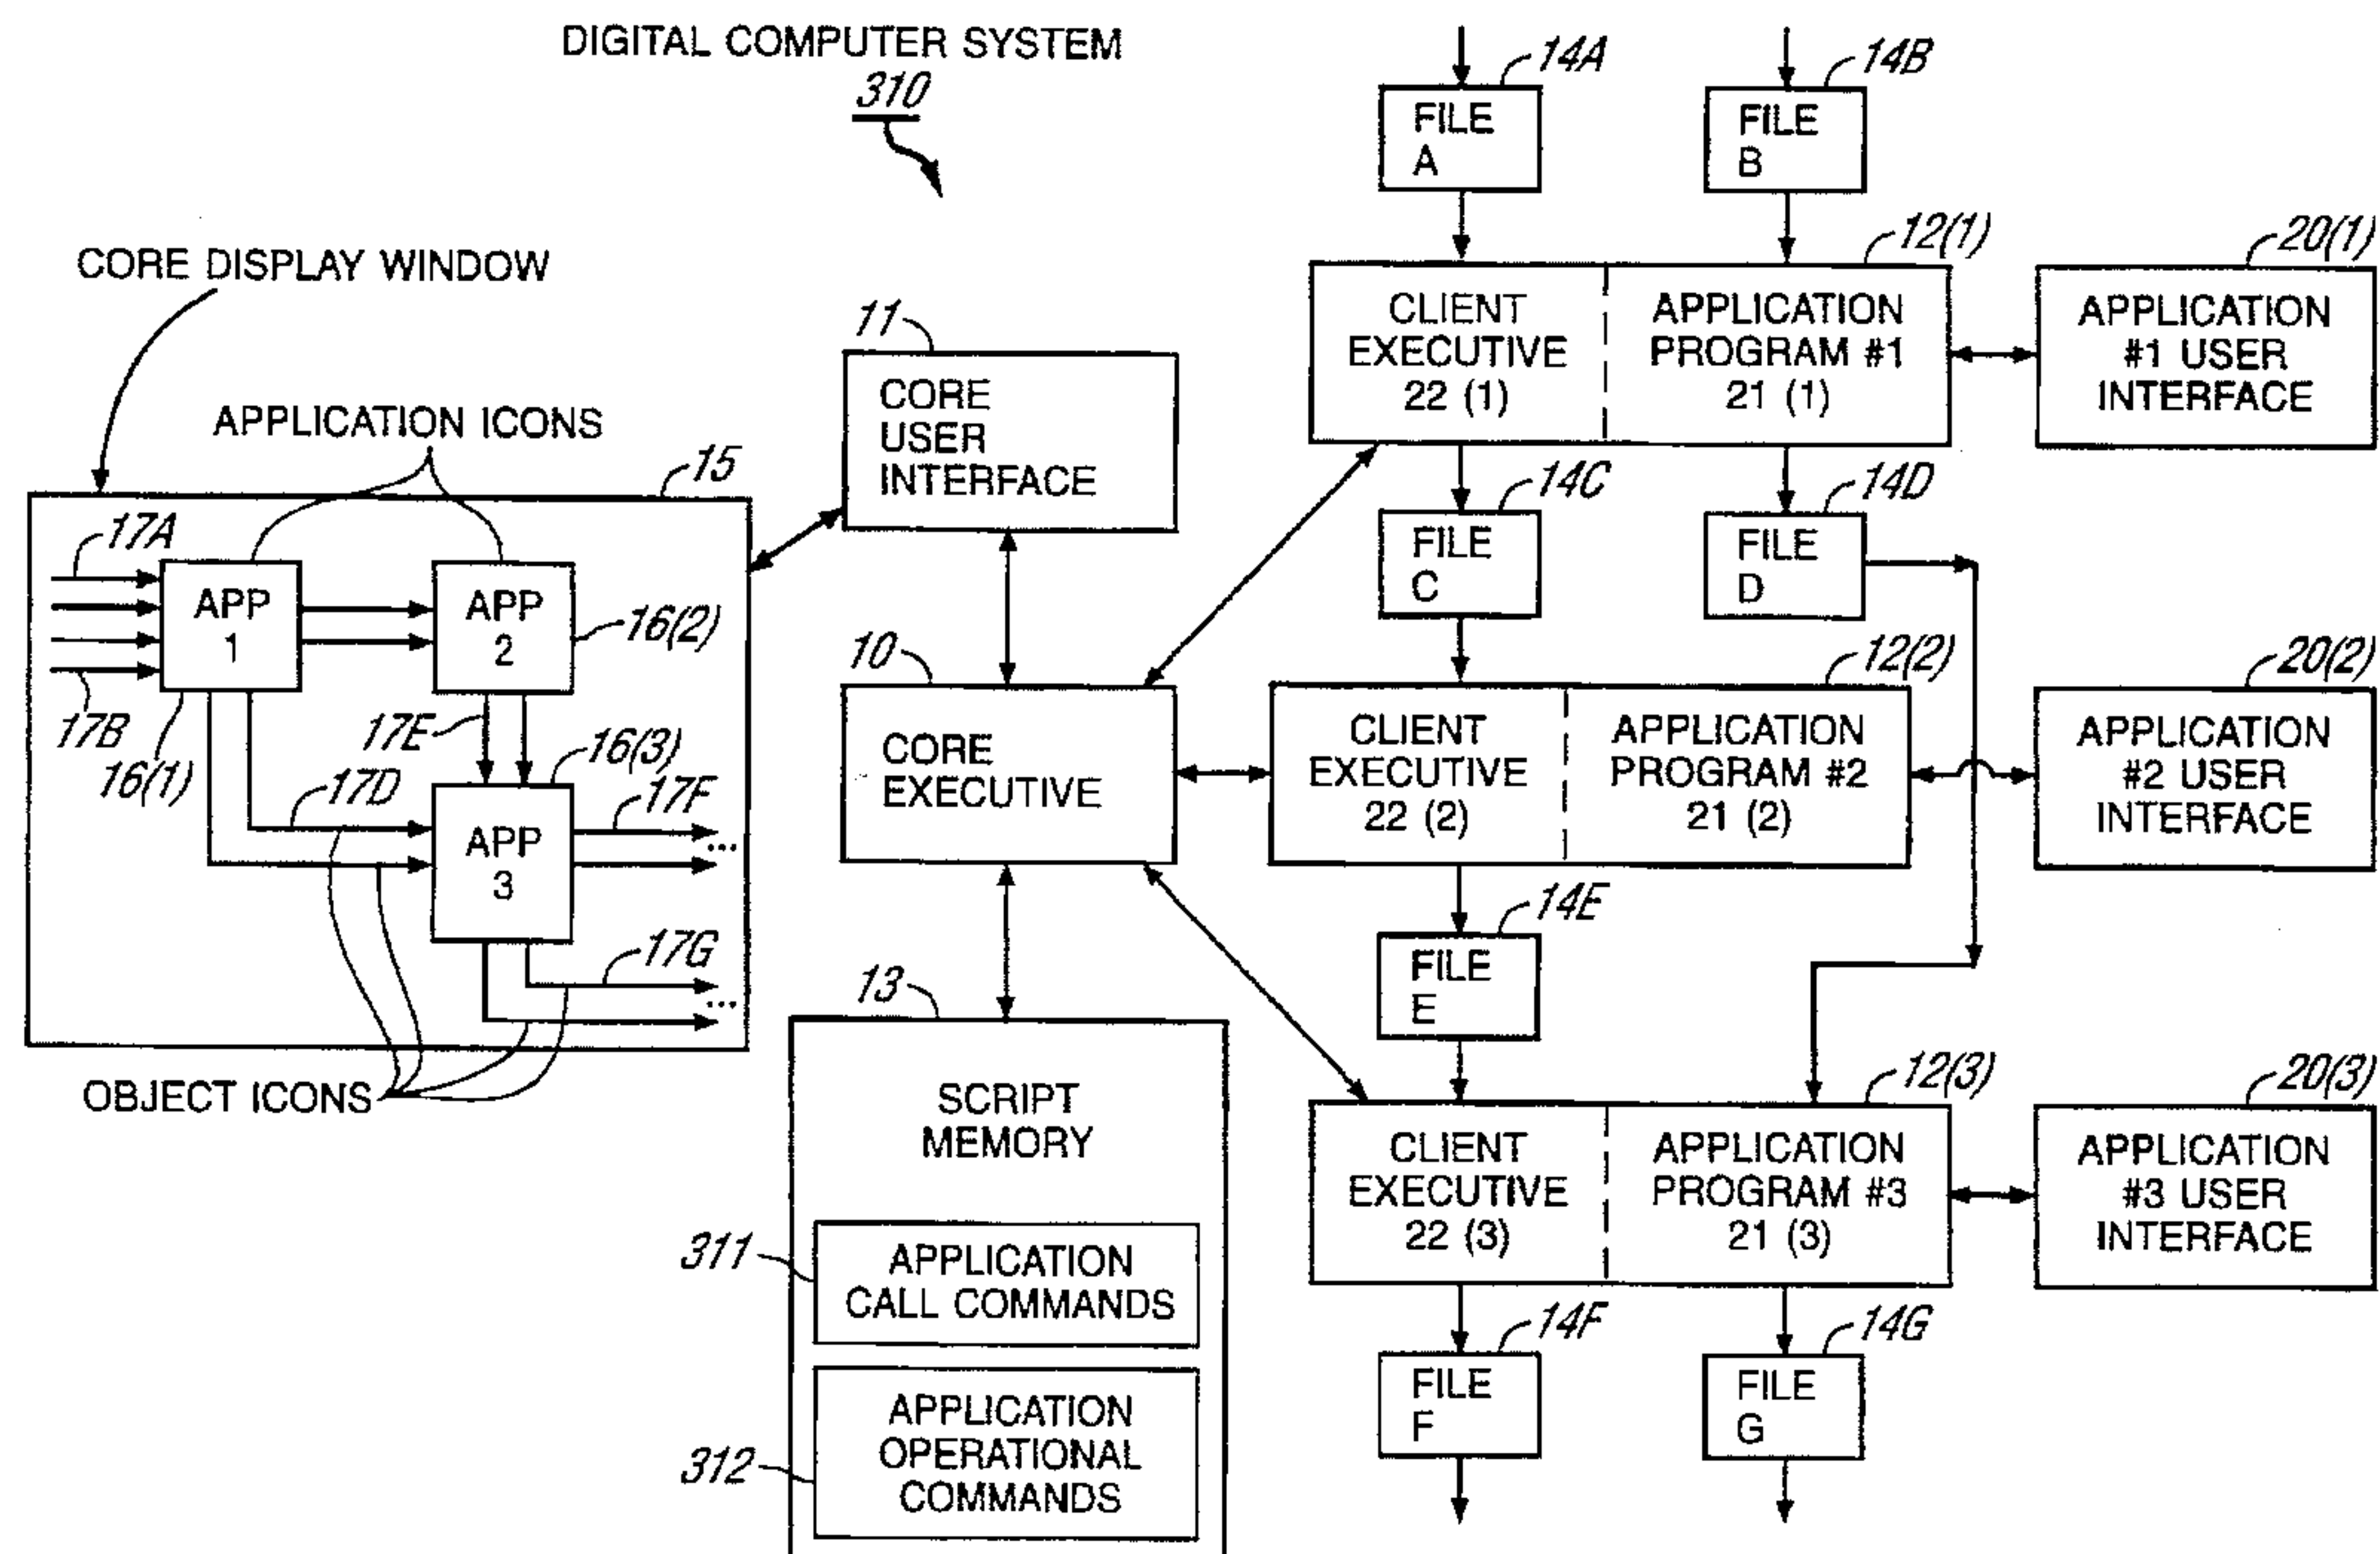 DIGITAL COMPUTER SYSTEM
310
14A
FILE
A
14B
FILE
B
CORE DISPLAY WINDOW
12(1)
CLIENT
EXECUTIVE
22 (1)
APPLICATION
PROGRAM #1
21 (1)
20(1)
APPLICATION
#1 USER
INTERFACE
11
CORE
USER
INTERFACE
APPLICATION ICONS
15
17A
APP
1
APP
2
16(2)
17B
16(1)
17E
16(3)
17D
APP
3
17F
...
17G
...
OBJECT ICONS
14C
FILE
C
14D
FILE
D
10
CORE
EXECUTIVE
12(2)
CLIENT
EXECUTIVE
22 (2)
APPLICATION
PROGRAM #2
21 (2)
20(2)
APPLICATION
#2 USER
INTERFACE
14E
FILE
E
13
SCRIPT
MEMORY
311
APPLICATION
CALL COMMANDS
312
APPLICATION
OPERATIONAL
COMMANDS
12(3)
CLIENT
EXECUTIVE
22 (3)
APPLICATION
PROGRAM #3
21 (3)
20(3)
APPLICATION
#3 USER
INTERFACE
14F
FILE
F
14G
FILE
G